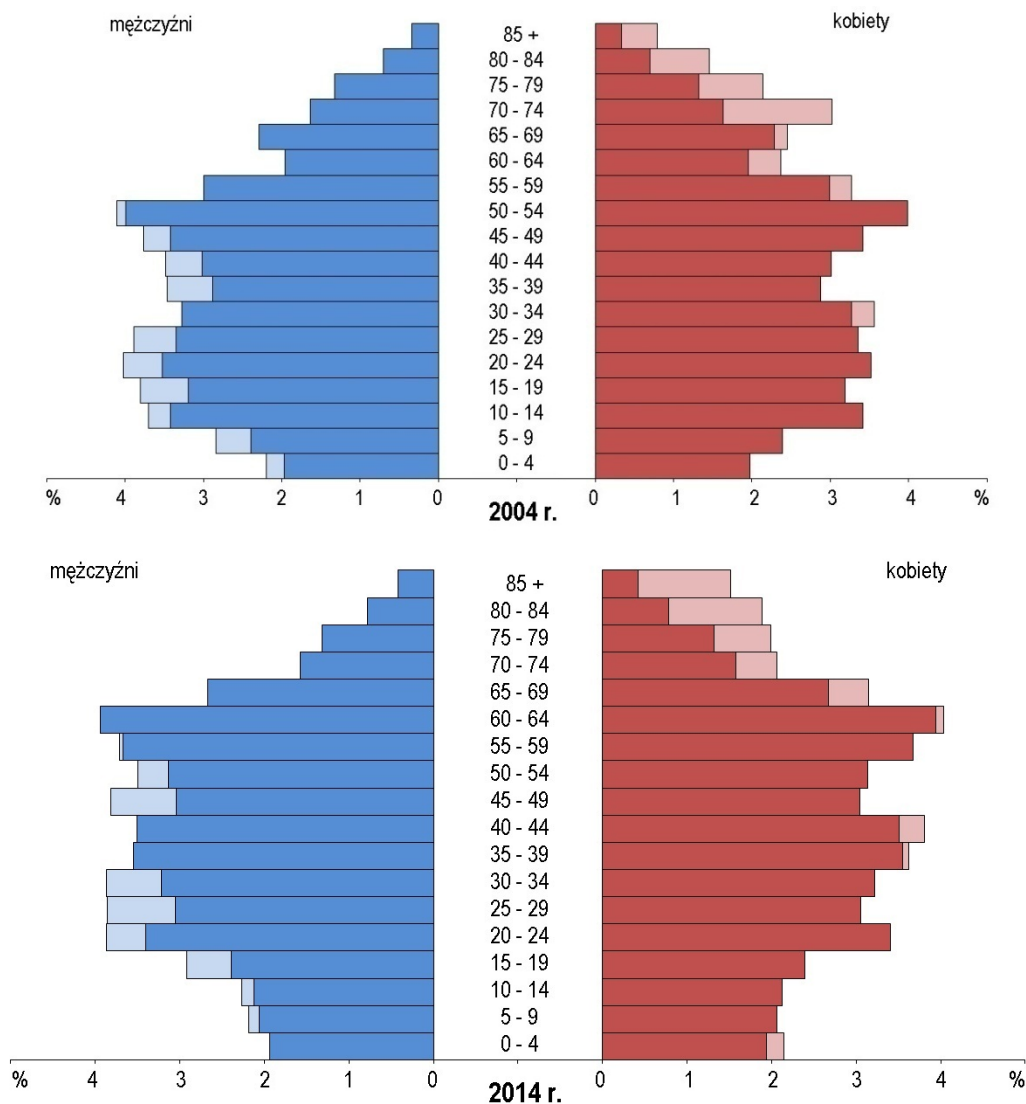 mężczyźni kobiety
85 +
80 - 84
75 - 79
70 - 74
65 - 69
60 - 64
55 - 59
50 - 54
45 - 49
40 - 44
35 - 39
30 - 34
25 - 29
20 - 24
15 - 19
10 - 14
5 - 9
0 - 4
% 4 3 2 1 0 0 1 2 3 4 %
2004 r.
mężczyźni kobiety
85 +
80 - 84
75 - 79
70 - 74
65 - 69
60 - 64
55 - 59
50 - 54
45 - 49
40 - 44
35 - 39
30 - 34
25 - 29
20 - 24
15 - 19
10 - 14
5 - 9
0 - 4
% 4 3 2 1 0 0 1 2 3 4 %
2014 r.